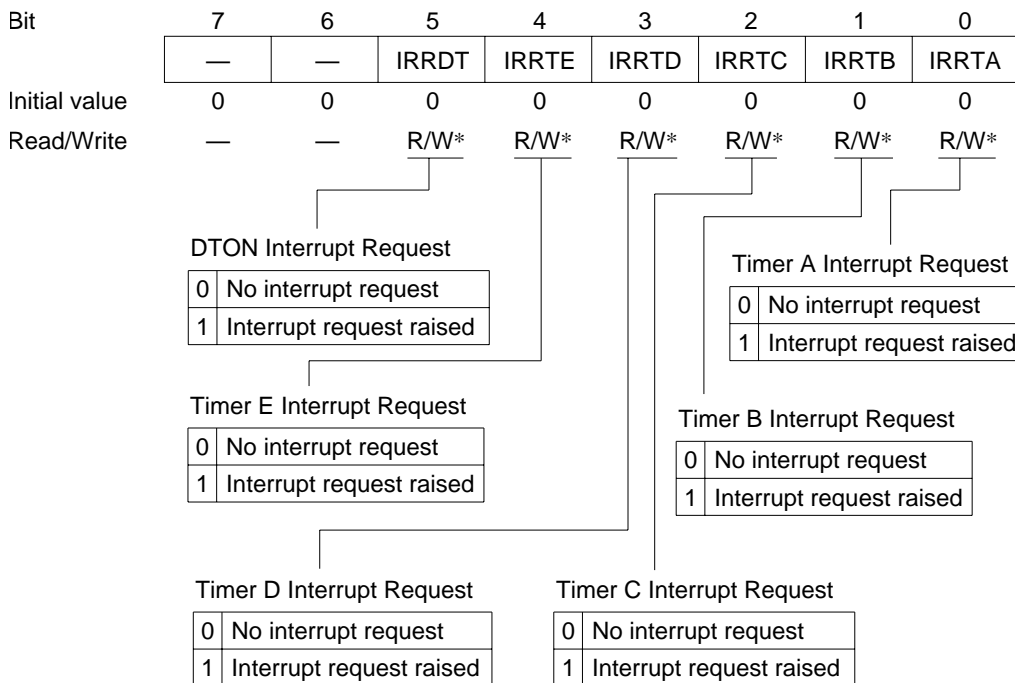 Bit 7 6 5 4 3 2 1 0
— — IRRDT IRRTE IRRTD IRRTC IRRTB IRRTA
Initial value 0 0 0 0 0 0 0 0
Read/Write — — R/W* R/W* R/W* R/W* R/W* R/W*
DTON Interrupt Request
0 No interrupt request
1 Interrupt request raised
Timer A Interrupt Request
0 No interrupt request
1 Interrupt request raised
Timer E Interrupt Request
0 No interrupt request
1 Interrupt request raised
Timer B Interrupt Request
0 No interrupt request
1 Interrupt request raised
Timer D Interrupt Request
0 No interrupt request
1 Interrupt request raised
Timer C Interrupt Request
0 No interrupt request
1 Interrupt request raised